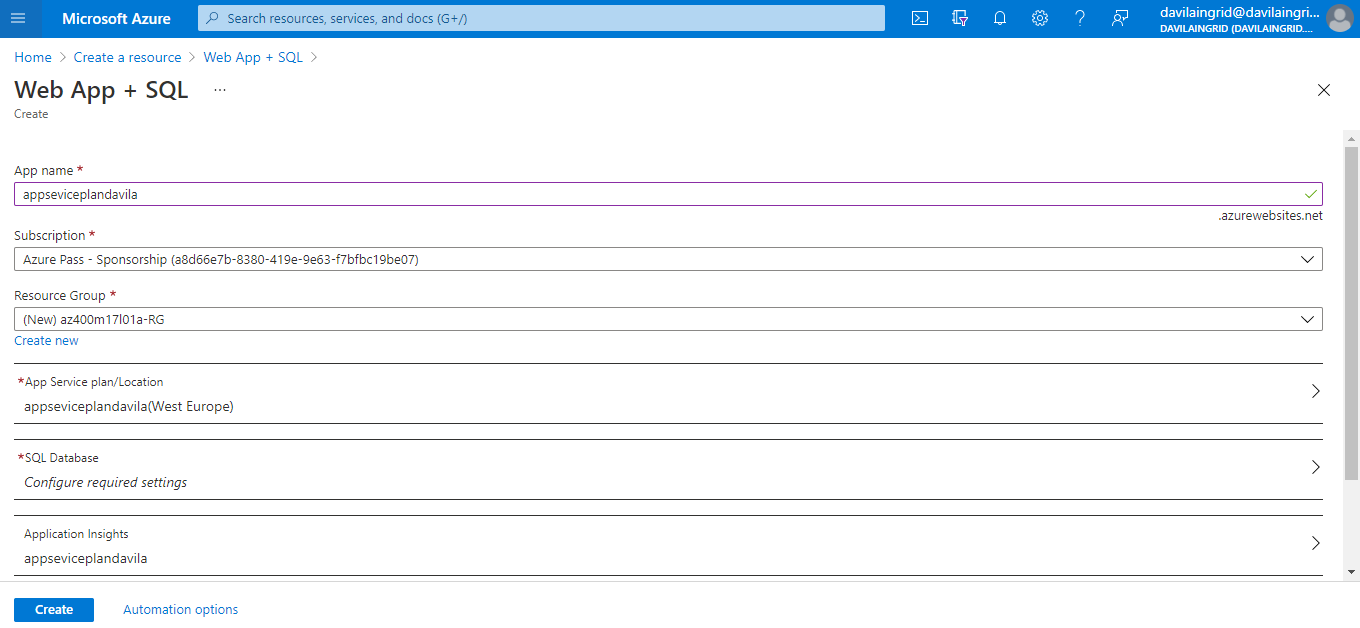 Microsoft Azure
Search resources, services, and docs (G+/)
davilaingrid@davilaingri...
DAVILAINGRID (DAVILAINGRID....
Home > Create a resource > Web App + SQL >
Web App + SQL ...
Create
App name *
appseviceplandavila
.azurewebsites.net
Subscription *
Azure Pass - Sponsorship (a8d66e7b-8380-419e-9e63-f7bfbc19be07)
Resource Group *
(New) az400m17l01a-RG
Create new
*App Service plan/Location
appseviceplandavila(West Europe)
*SQL Database
Configure required settings
Application Insights
appseviceplandavila
Create
Automation options